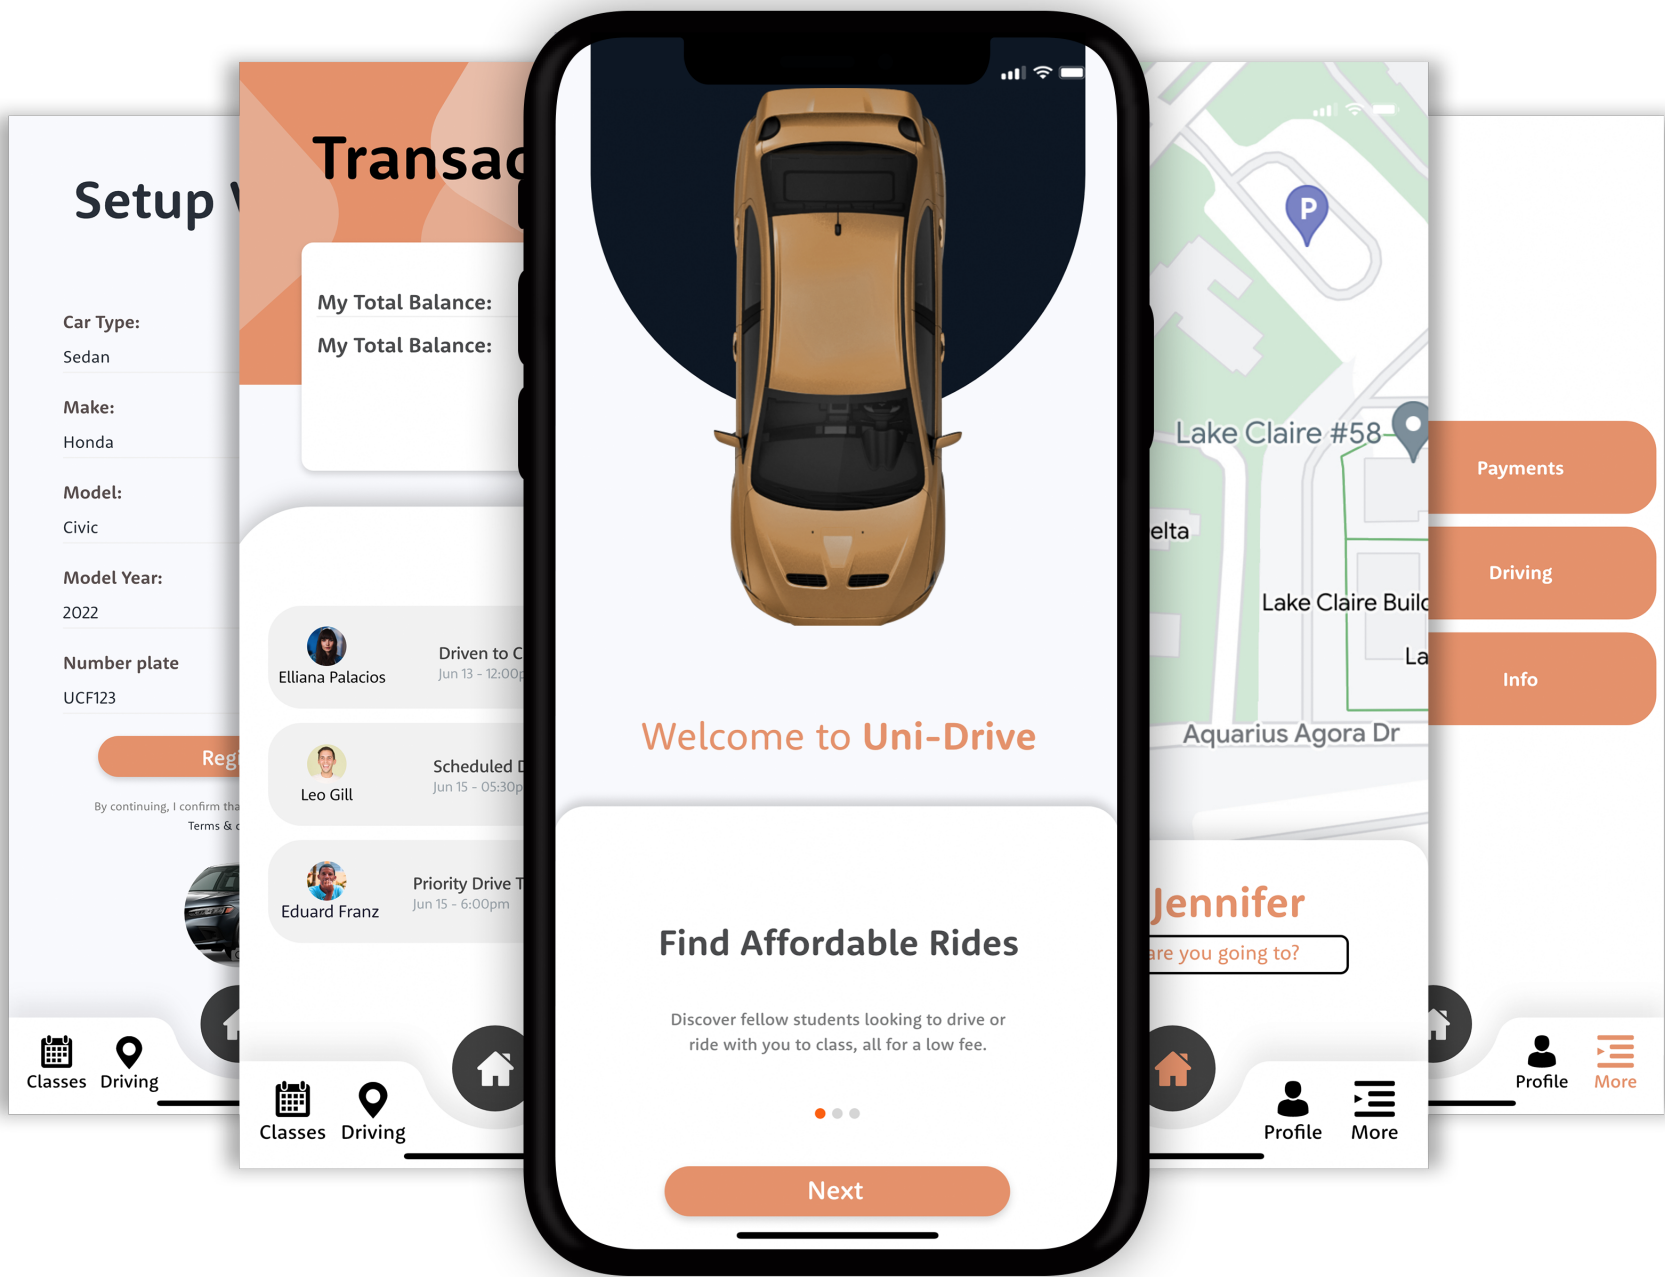 Setup
Car Type:
Sedan
Make:
Honda
Model:
Civic
Model Year:
2022
Number plate
UCF123
Regi
By continuing, I confirm tha
Terms &
Classes Driving
Transac
My Total Balance:
My Total Balance:
Elliana Palacios
Driven to C
Jun 13 - 12:00p
Leo Gill
Scheduled D
Jun 15 - 05:30p
Eduard Franz
Priority Drive T
Jun 15 - 6:00pm
Classes Driving
Welcome to Uni-Drive
Find Affordable Rides
Discover fellow students looking to drive or
ride with you to class, all for a low fee.
Next
P
Lake Claire #58
elta
Lake Claire Build
La
Aquarius Agora Dr
Jennifer
are you going to?
Profile More
Payments
Driving
Info
Profile More